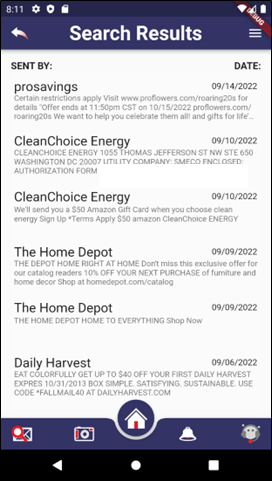 8:11
DEBUG
Search Results
SENT BY: DATE:
prosavings 09/14/2022
Certain restrictions apply Visit www.proflowers.com/roaring20s for
details "Offer ends at 11:50pm CST on 10/15/2022 proflowers.com/
roaring20s We want to help you celebrate them all! and gifts for life'...
CleanChoice Energy 09/10/2022
CLEANCHOICE ENERGY 1055 THOMAS JEFFERSON ST NW STE 650
WASHINGTON DC 20007 UTILITY COMPANY: SMECO ENCLOSED:
AUTHORIZATION FORM
CleanChoice Energy 09/10/2022
We'll send you a $50 Amazon Gift Card when you choose clean
energy Sign Up *Terms Apply $50 amazon CleanChoice ENERGY
The Home Depot 09/09/2022
THE DEPOT HOME RIGHT AT HOME Don't miss this exclusive offer for
our catalog readers 10% OFF YOUR NEXT PURCHASE of furniture and
home decor Shop at homedepot.com/catalog
The Home Depot 09/09/2022
THE HOME DEPOT HOME TO EVERYTHING Shop Now
Daily Harvest 09/06/2022
EAT COLORFULLY GET UP TO $40 OFF YOUR FIRST DAILY HARVEST
EXPRES 10/31/2013 BOX SIMPLE. SATISFYING. SUSTAINABLE. USE
CODE *FALLMAIL40 AT DAILYHARVEST.COM